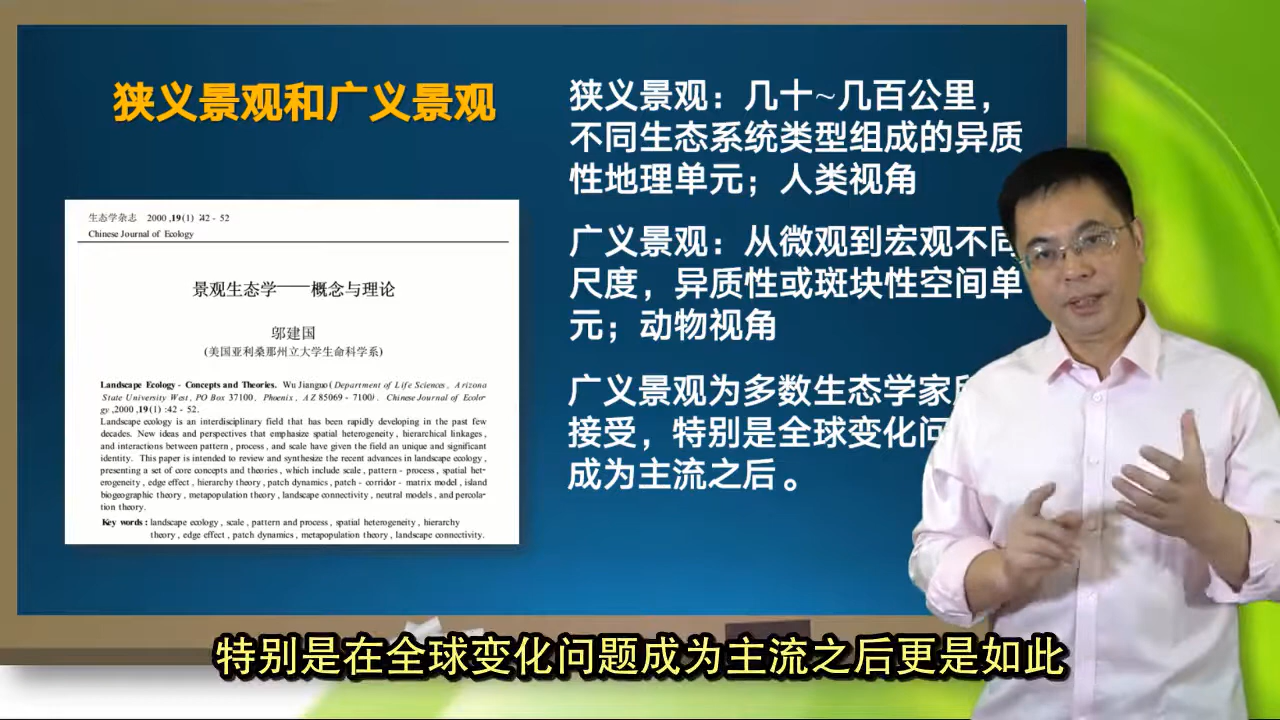 狭义景观和广义景观
生态学杂志 2000 ,19(1) :42 - 52
Chinese Journal of Ecology
景观生态学——概念与理论
邬建国
(美国亚利桑那州立大学生命科学系)
Landscape Ecology - Concepts and Theories. Wu Jianguo ( Department of Life Sciences , Arizona
State University West , PO Box 37100 , Phoenix , AZ 85069 - 7100) . Chinese Journal of Ecolo-
gy ,2000 ,19(1) :42 - 52.
Landscape ecology is an interdisciplinary field that has been rapidly developing in the past few
decades. New ideas and perspectives that emphasize spatial heterogeneity , hierarchical linkages ,
and interactions between pattern , process , and scale have given the field an unique and significant
identity. This paper is intended to review and synthesize the recent advances in landscape ecology ,
presenting a set of core concepts and theories , which include scale , pattern - process , spatial het-
erogeneity , edge effect , hierarchy theory , patch dynamics , patch - corridor - matrix model , island
biogeographic theory , metapopulation theory , landscape connectivity , neutral models , and percola-
tion theory.
Key words : landscape ecology , scale , pattern and process , spatial heterogeneity , hierarchy
theory , edge effect , patch dynamics , metapopulation theory , landscape connectivity.
狭义景观：几十~几百公里，
不同生态系统类型组成的异质
性地理单元；人类视角
广义景观：从微观到宏观不同
尺度，异质性或斑块性空间单
元；动物视角
广义景观为多数生态学家
接受，特别是全球变化问
成为主流之后。
特别是在全球变化问题成为主流之后更是如此